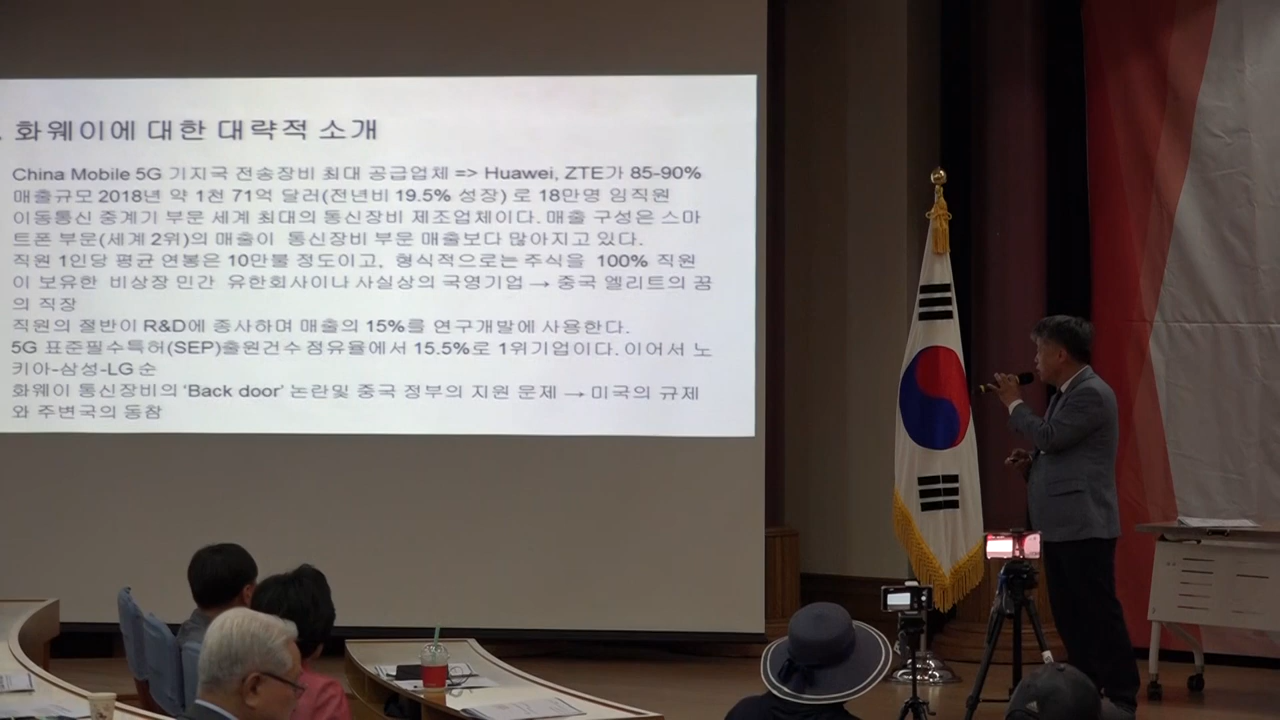 . 화웨이에 대한 대략적 소개
China Mobile 5G 기지국 전송장비 최대 공급업체 => Huawei, ZTE가 85-90%
매출규모 2018년 약 1천 71억 달러(전년비 19.5% 성장) 로 18만명 임직원
이동통신 중계기 부문 세계 최대의 통신장비 제조업체이다. 매출 구성은 스마
트폰 부문(세계 2위)의 매출이 통신장비 부문 매출보다 많아지고 있다.
직원 1인당 평균 연봉은 10만불 정도이고, 형식적으로는 주식을 100% 직원
이 보유한 비상장 민간 유한회사이나 사실상의 국영기업 → 중국 엘리트의 꿈
의 직장
직원의 절반이 R&D에 종사하며 매출의 15%를 연구개발에 사용한다.
5G 표준필수특허(SEP)출원건수 점유율에서 15.5%로 1위기업이다. 이어서 노
키아-삼성-LG 순
화웨이 통신장비의 'Back door' 논란및 중국 정부의 지원 문제 → 미국의 규제
와 주변국의 동참